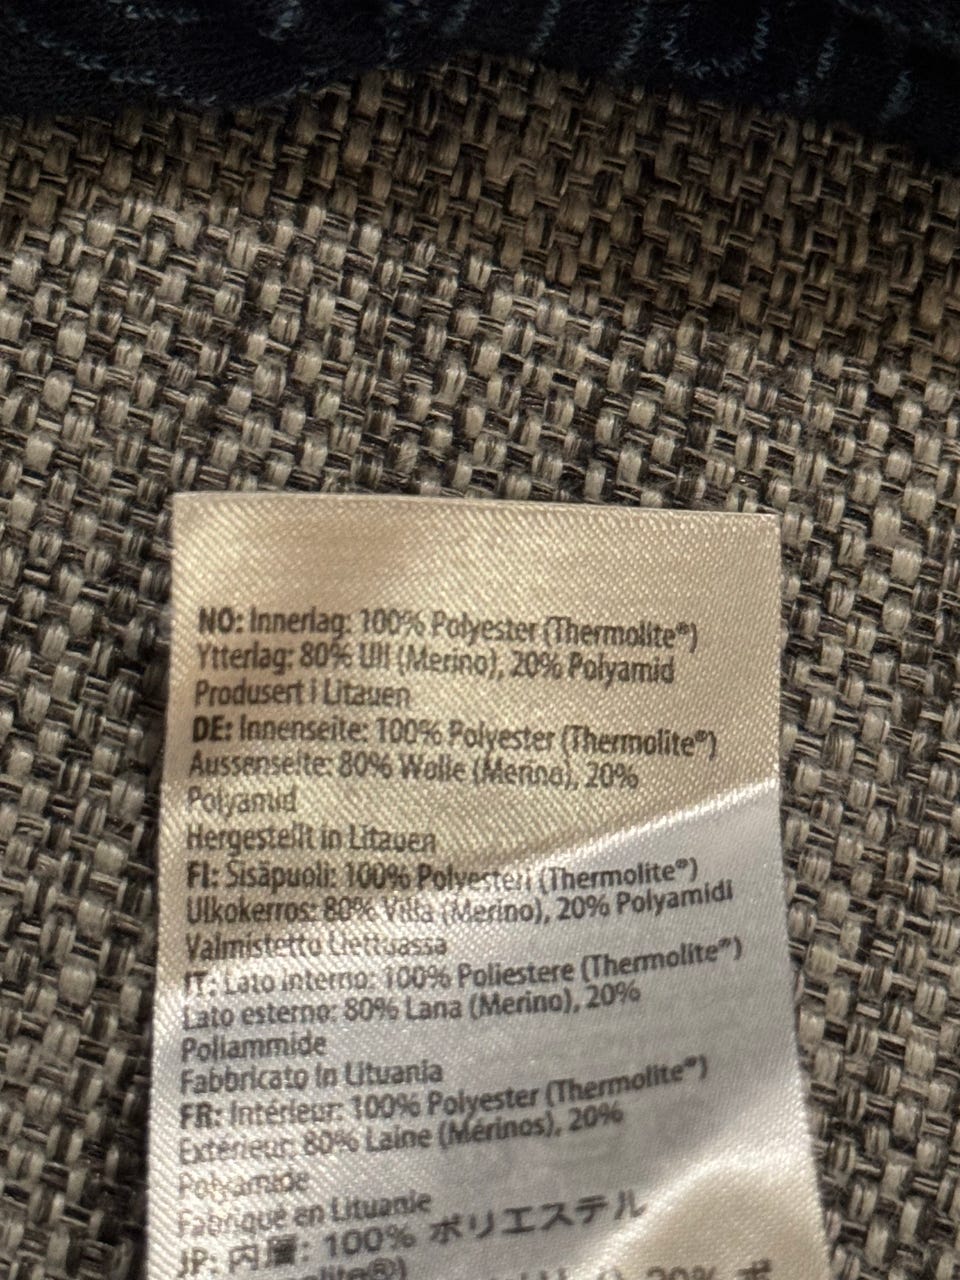 NO: Innerlag: 100% Polyester (Thermolite®)
Ytterlag: 80% Ull (Merino), 20% Polyamid
Produsert i Litauen
DE: Innenseite: 100% Polyester (Thermolite®)
Aussenseite: 80% Wolle (Merino), 20%
Polyamid
Hergestellt in Litauen
FI: Sisäpuoli: 100% Polyesteri (Thermolite®)
Ulkokerros: 80% Villa (Merino), 20% Polyamidi
Valmistettu Liettuassa
IT: Lato interno: 100% Poliestere (Thermolite®)
Lato esterno: 80% Lana (Merino), 20%
Poliammide
Fabbricato in Lituania
FR: Intérieur: 100% Polyester (Thermolite®)
Extérieur: 80% Laine (Mérinos), 20%
Polyamide
Fabriqué en Lituanie
JP: 内層: 100% ポリエステル
20% ポ